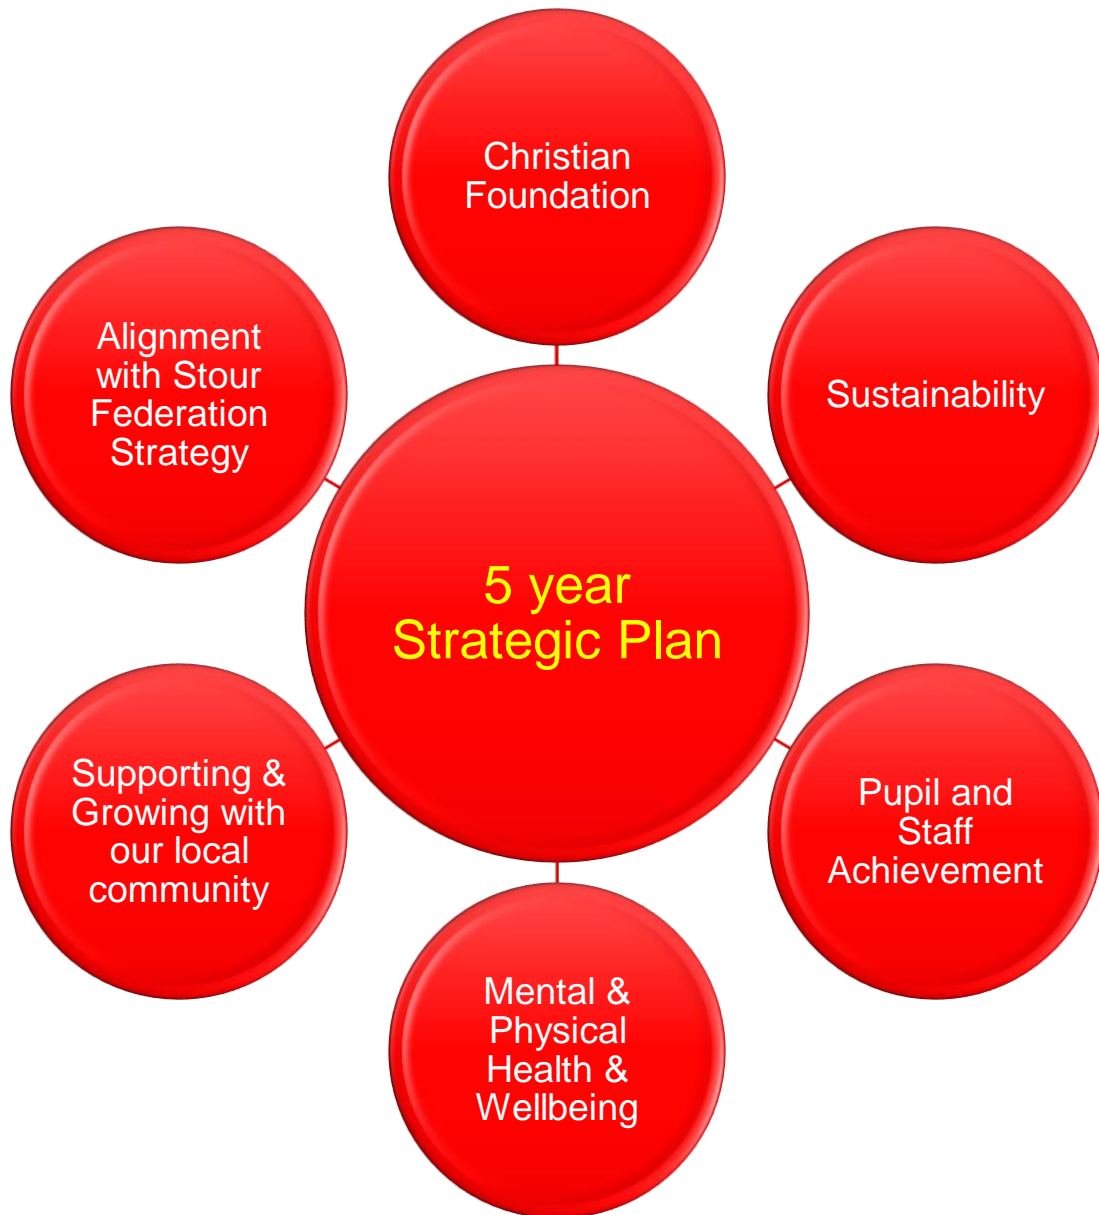 Christian
Foundation
Alignment
with Stour
Federation
Strategy
Sustainability
5 year
Strategic Plan
Supporting &
Growing with
our local
community
Pupil and
Staff
Achievement
Mental &
Physical
Health &
Wellbeing